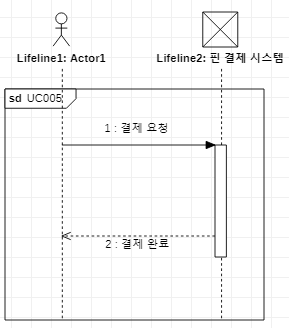 Lifeline1: Actor1
Lifeline2: 핀 결제 시스템
sd UC005
1 : 결제 요청
2 : 결제 완료